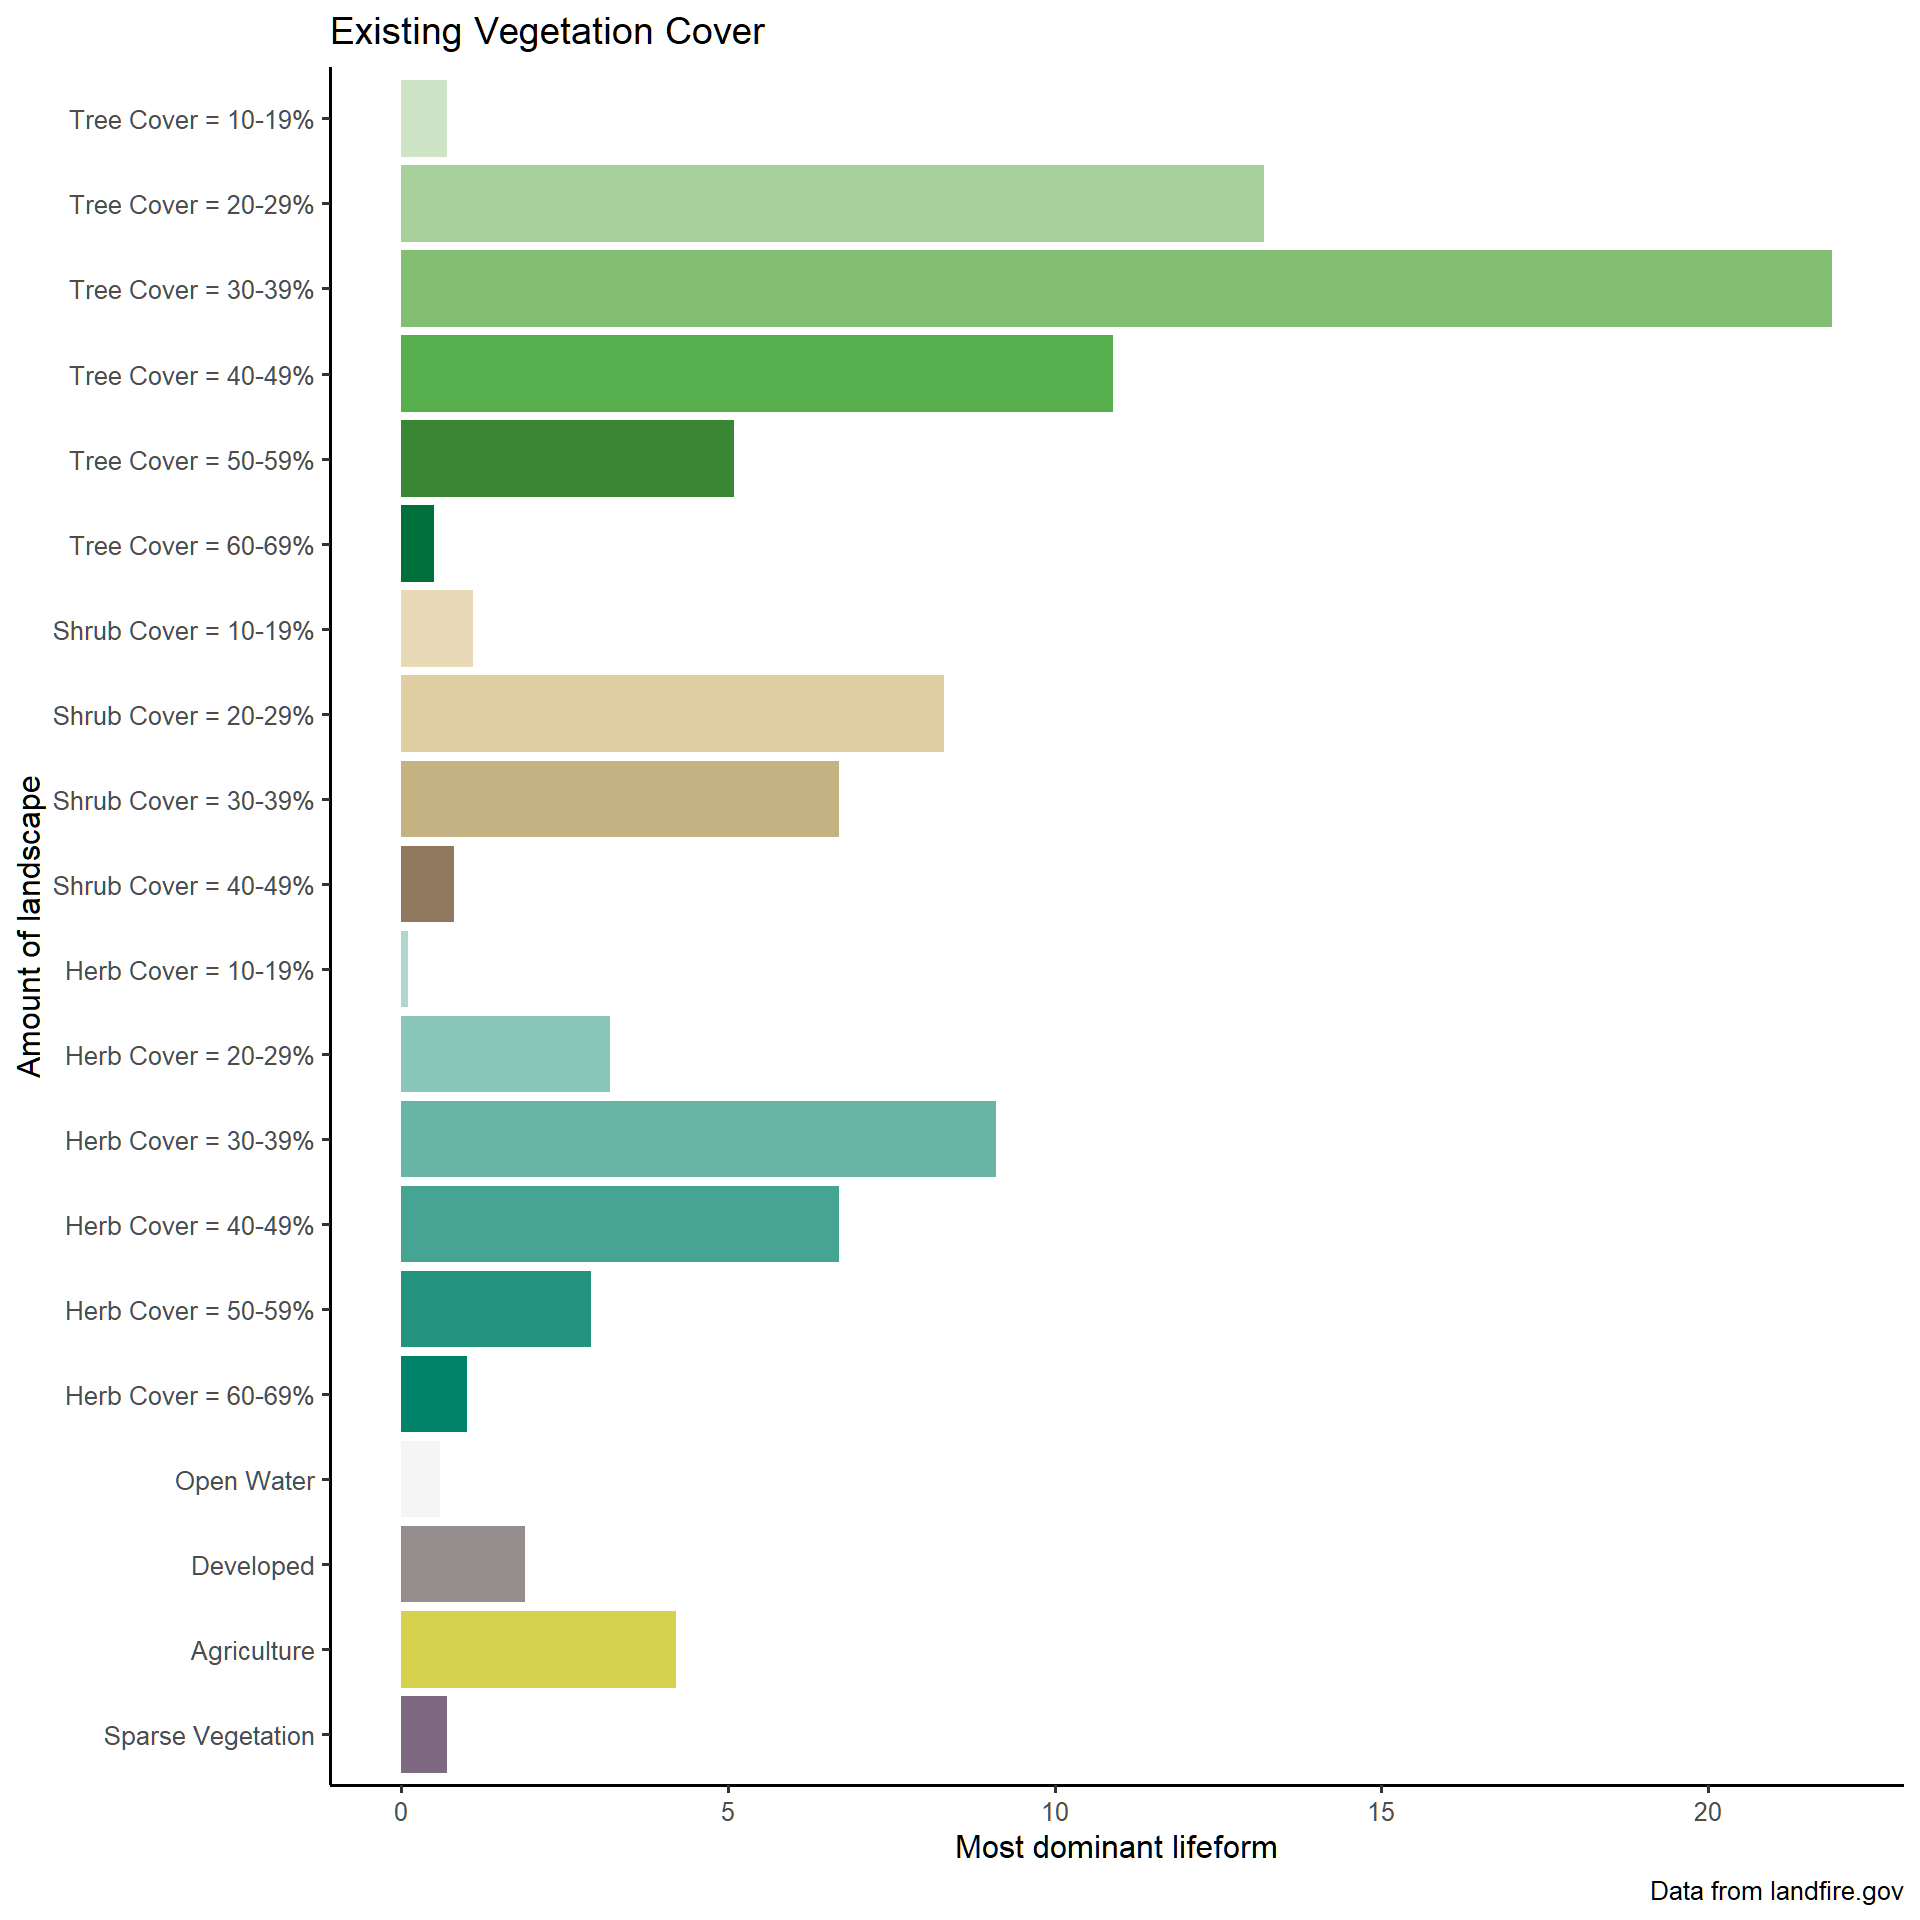 Existing Vegetation Cover
Tree Cover = 10-19%
Tree Cover = 20-29%
Tree Cover = 30-39%
Tree Cover = 40-49%
Tree Cover = 50-59%
Tree Cover = 60-69%
Shrub Cover = 10-19%
Shrub Cover = 20-29%
Shrub Cover = 30-39%
Shrub Cover = 40-49%
Herb Cover = 10-19%
Herb Cover = 20-29%
Herb Cover = 30-39%
Herb Cover = 40-49%
Herb Cover = 50-59%
Herb Cover = 60-69%
Open Water
Developed
Agriculture
Sparse Vegetation
Amount of landscape
0 5 10 15 20
Most dominant lifeform
Data from landfire.gov